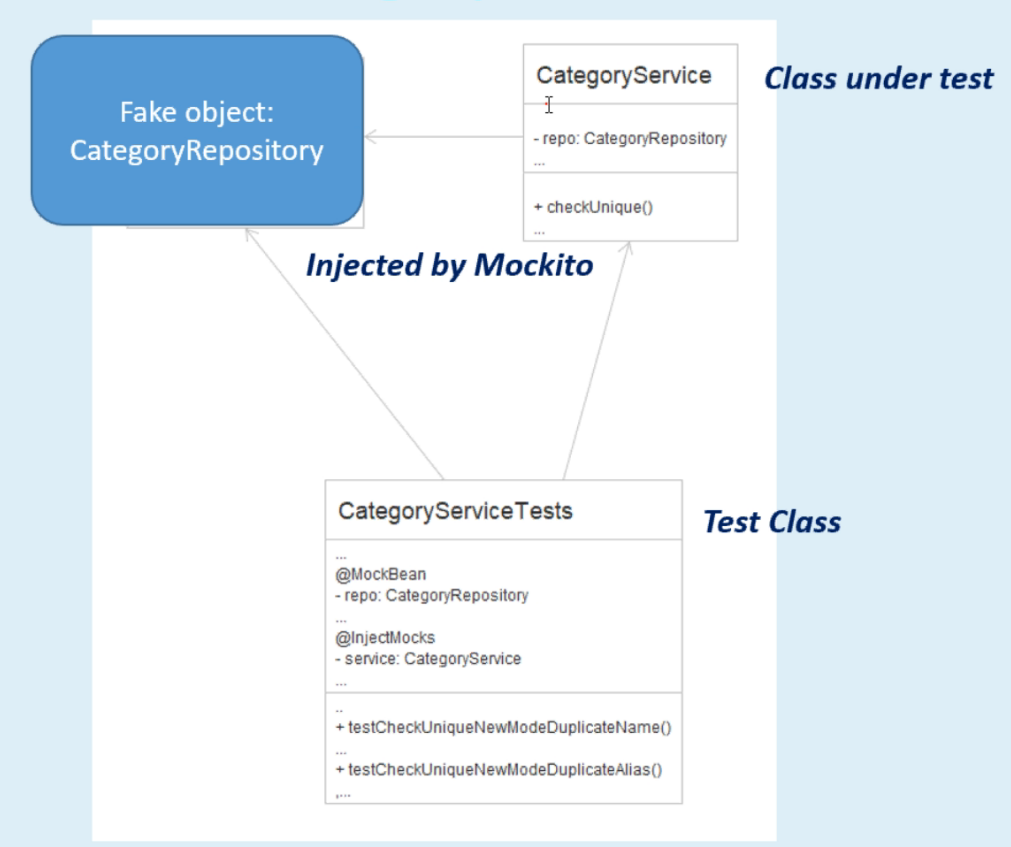 Fake object:
CategoryRepository
CategoryService
- repo: CategoryRepository
...
+ checkUnique()
...
Class under test
Injected by Mockito
CategoryServiceTests
...
@MockBean
- repo: CategoryRepository
...
@InjectMocks
- service: CategoryService
...
..
+ testCheckUniqueNewModeDuplicateName()
...
+ testCheckUniqueNewModeDuplicateAlias()
,...
Test Class